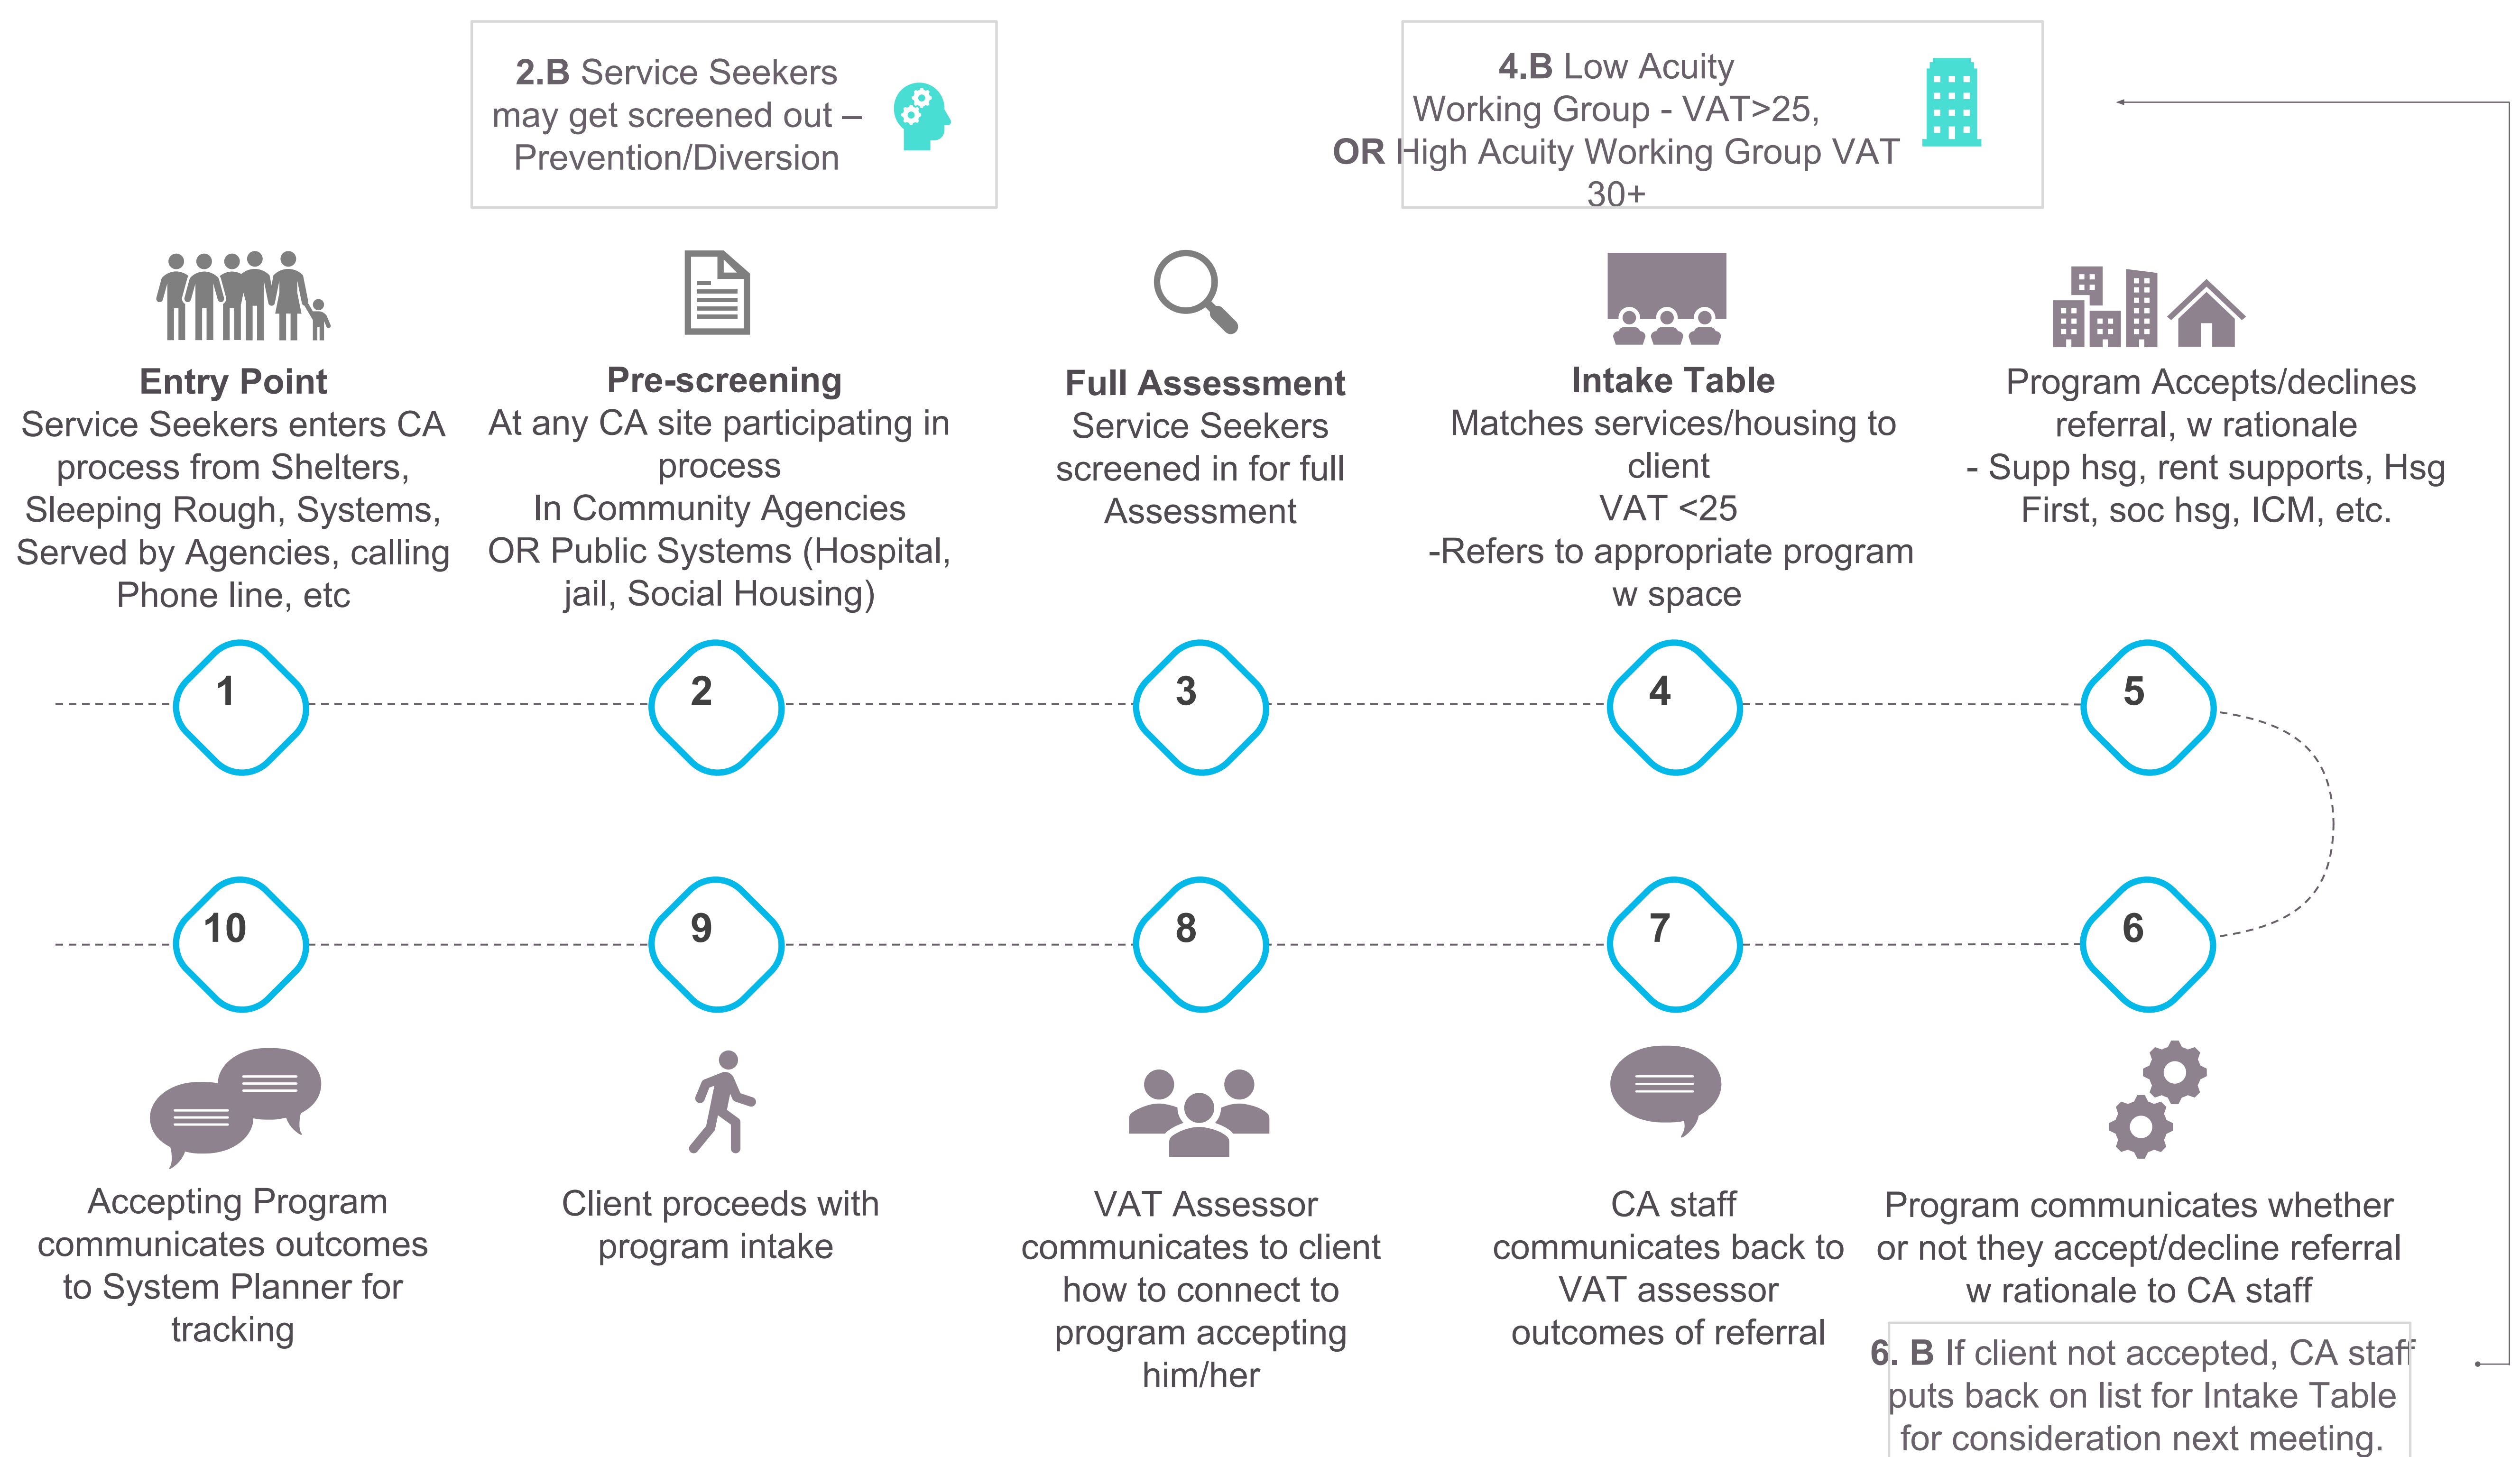 2.B Service Seekers
may get screened out –
Prevention/Diversion
4.B Low Acuity
Working Group - VAT>25,
OR High Acuity Working Group VAT
30+
Entry Point
Service Seekers enters CA
process from Shelters,
Sleeping Rough, Systems,
Served by Agencies, calling
Phone line, etc
Pre-screening
At any CA site participating in
process
In Community Agencies
OR Public Systems (Hospital,
jail, Social Housing)
Full Assessment
Service Seekers
screened in for full
Assessment
Intake Table
Matches services/housing to
client
VAT <25
-Refers to appropriate program
w space
Program Accepts/declines
referral, w rationale
- Supp hsg, rent supports, Hsg
First, soc hsg, ICM, etc.
1
2
3
4
5
10
9
8
7
6
Accepting Program
communicates outcomes
to System Planner for
tracking
Client proceeds with
program intake
VAT Assessor
communicates to client
how to connect to
program accepting
him/her
CA staff
communicates back to
VAT assessor
outcomes of referral
Program communicates whether
or not they accept/decline referral
w rationale to CA staff
6. B If client not accepted, CA staff
puts back on list for Intake Table
for consideration next meeting.